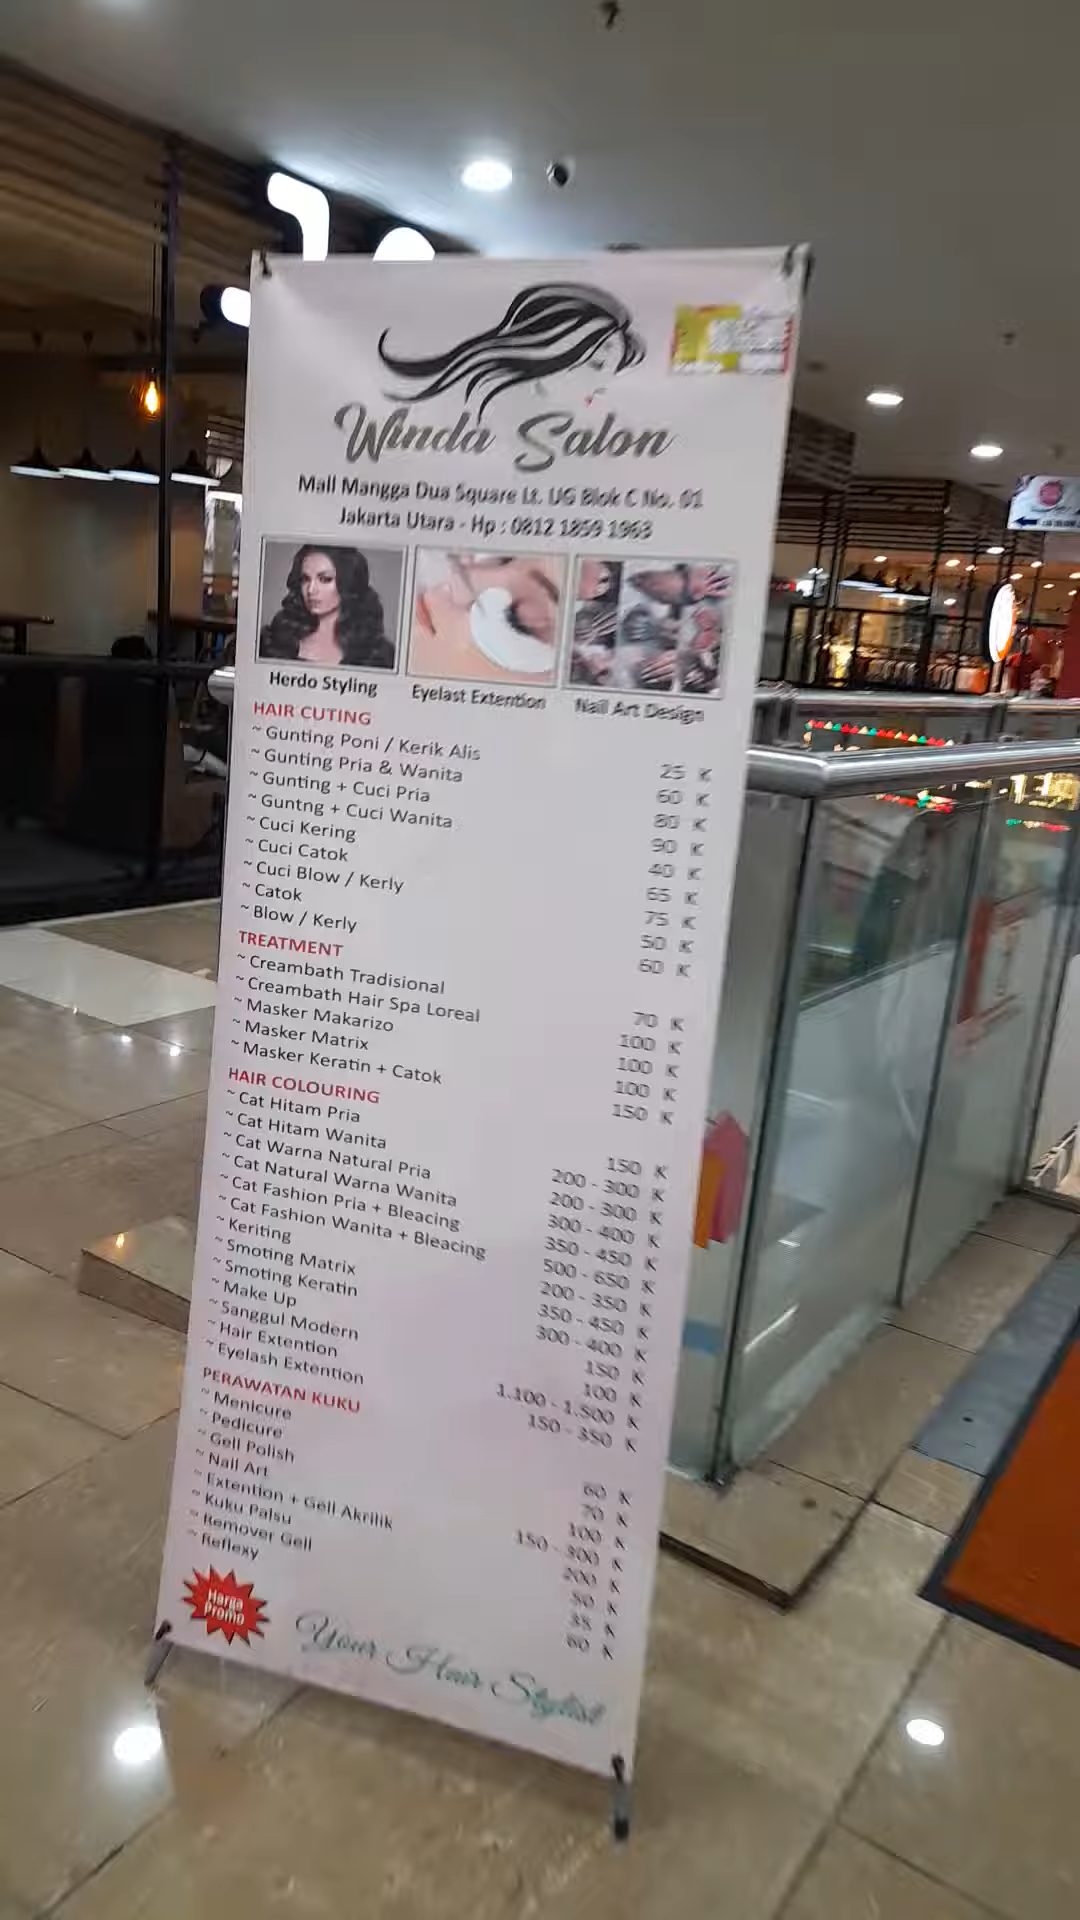 Winda Salon
Mall Mangga Dua Square Lt. UG Blok C No. 01
Jakarta Utara - Hp : 0812 1859 1963
Herdo Styling Eyelast Extention Nail Art Design
HAIR CUTING
~ Gunting Poni / Kerik Alis 25 K
~ Gunting Pria & Wanita 60 K
~ Gunting + Cuci Pria 80 K
~ Guntng + Cuci Wanita 90 K
~ Cuci Kering 40 K
~ Cuci Catok 65 K
~ Cuci Blow / Kerly 75 K
~ Catok 50 K
~ Blow / Kerly 60 K
TREATMENT
~ Creambath Tradisional 70 K
~ Creambath Hair Spa Loreal 100 K
~ Masker Makarizo 100 K
~ Masker Matrix 100 K
~ Masker Keratin + Catok 150 K
HAIR COLOURING
~ Cat Hitam Pria 150 K
~ Cat Hitam Wanita 200 - 300 K
~ Cat Warna Natural Pria 200 - 300 K
~ Cat Natural Warna Wanita 300 - 400 K
~ Cat Fashion Pria + Bleacing 350 - 450 K
~ Cat Fashion Wanita + Bleacing 500 - 650 K
~ Keriting 200 - 350 K
~ Smoting Matrix 350 - 450 K
~ Smoting Keratin 300 - 400 K
~ Make Up 150 K
~ Sanggul Modern 100 K
~ Hair Extention 1.100 - 1.500 K
~ Eyelash Extention 150 - 350 K
PERAWATAN KUKU
~ Menicure 60 K
~ Pedicure 70 K
~ Gell Polish 100 K
~ Nail Art 150 - 300 K
~ Extention + Gell Akrilik 200 K
~ Kuku Palsu 50 K
~ Remover Gell 35 K
~ Reflexy 60 K
Harga
Promo
Your Hair Stylist